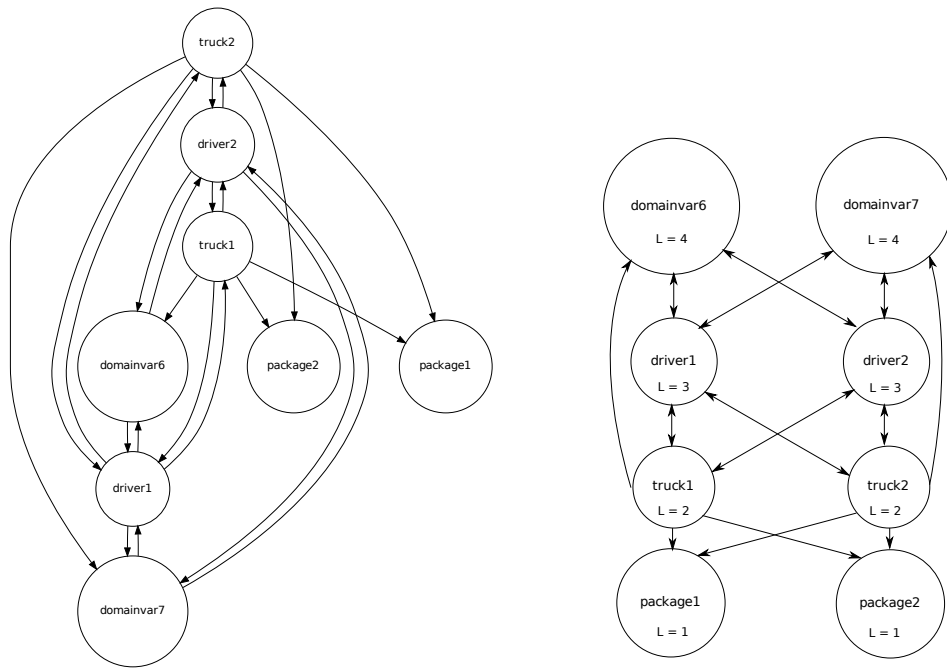 truck2
driver2
truck1
domainvar6
package2
package1
driver1
domainvar7
domainvar6
L = 4
domainvar7
L = 4
driver1
L = 3
driver2
L = 3
truck1
L = 2
truck2
L = 2
package1
L = 1
package2
L = 1